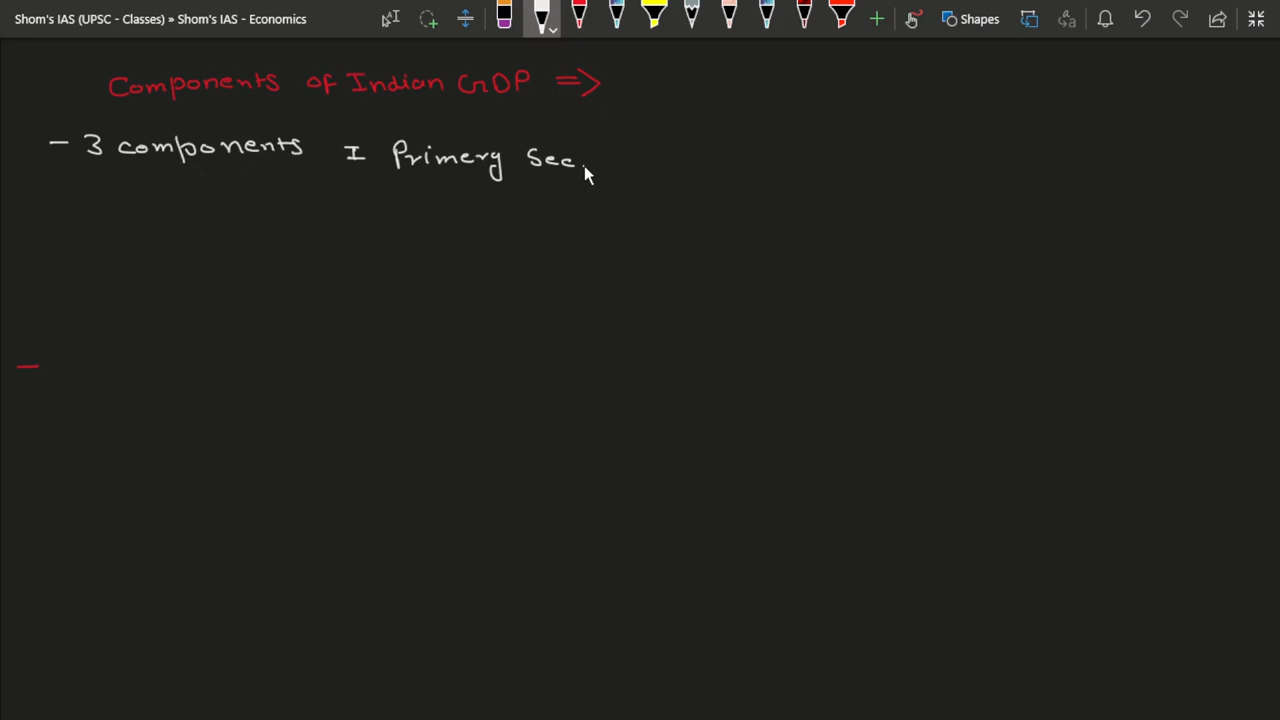 Shom's IAS (UPSC - Classes) » Shom's IAS - Economics
Shapes
Components of Indian GDP ⇒
- 3 components I Primery Sec.